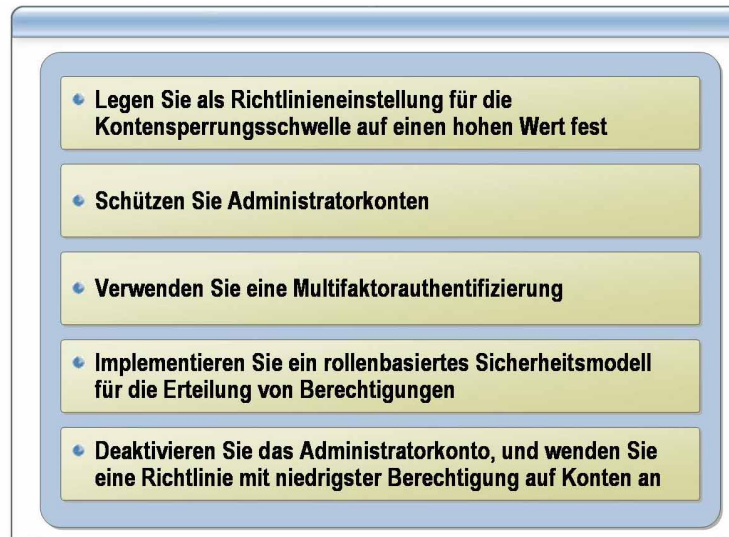 Legen Sie als Richtlinieneinstellung für die
Kontensperrungsschwelle auf einen hohen Wert fest
Schützen Sie Administratorkonten
Verwenden Sie eine Multifaktorauthentifizierung
Implementieren Sie ein rollenbasiertes Sicherheitsmodell
für die Erteilung von Berechtigungen
Deaktivieren Sie das Administratorkonto, und wenden Sie
eine Richtlinie mit niedrigster Berechtigung auf Konten an